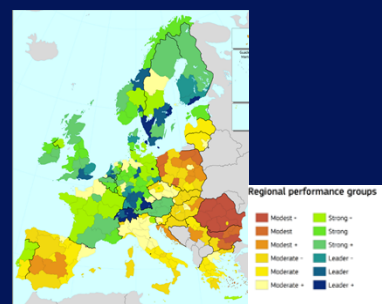 Regional performance groups
Modest - Strong -
Modest Strong
Modest + Strong +
Moderate - Leader -
Moderate Leader
Moderate + Leader +